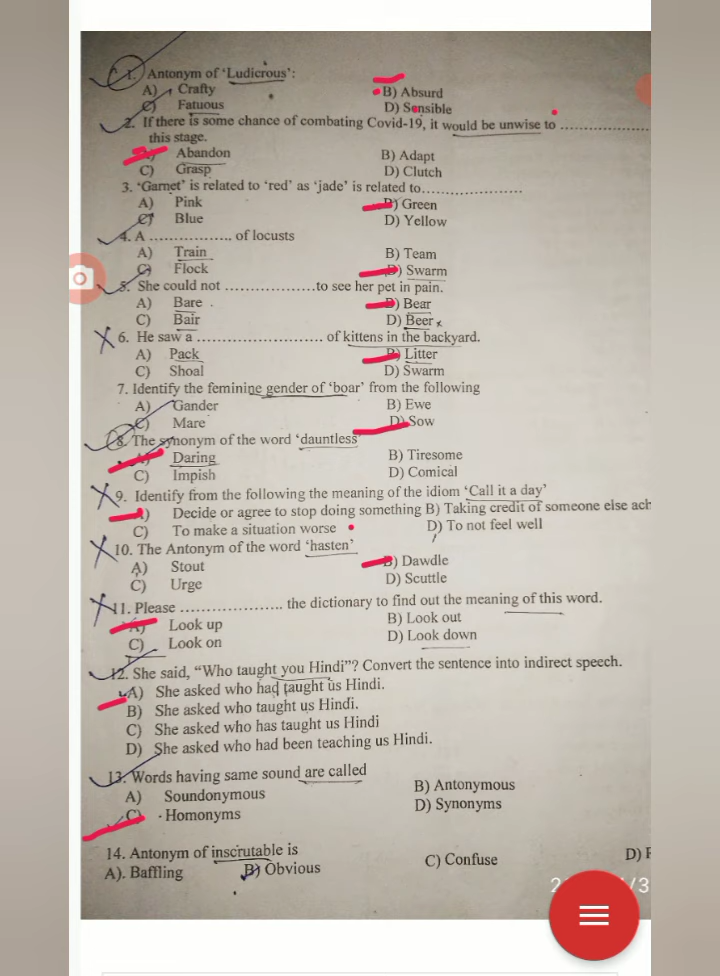 1. Antonym of 'Ludicrous':
A) Crafty B) Absurd
C) Fatuous D) Sensible
2. If there is some chance of combating Covid-19, it would be unwise to ....................
this stage.
A) Abandon B) Adapt
C) Grasp D) Clutch
3. 'Garnet' is related to 'red' as 'jade' is related to.......................
A) Pink B) Green
C) Blue D) Yellow
4. A .................. of locusts
A) Train B) Team
C) Flock D) Swarm
5. She could not ....................to see her pet in pain.
A) Bare B) Bear
C) Bair D) Beer
6. He saw a ............................ of kittens in the backyard.
A) Pack B) Litter
C) Shoal D) Swarm
7. Identify the feminine gender of 'boar' from the following
A) Gander B) Ewe
C) Mare D) Sow
8. The synonym of the word 'dauntless'
A) Daring B) Tiresome
C) Impish D) Comical
9. Identify from the following the meaning of the idiom 'Call it a day'
A) Decide or agree to stop doing something B) Taking credit of someone else ach
C) To make a situation worse D) To not feel well
10. The Antonym of the word 'hasten'
A) Stout B) Dawdle
C) Urge D) Scuttle
11. Please ....................... the dictionary to find out the meaning of this word.
A) Look up B) Look out
C) Look on D) Look down
12. She said, "Who taught you Hindi"? Convert the sentence into indirect speech.
A) She asked who had taught us Hindi.
B) She asked who taught us Hindi.
C) She asked who has taught us Hindi
D) She asked who had been teaching us Hindi.
13. Words having same sound are called
A) Soundonymous B) Antonymous
C) Homonyms D) Synonyms
14. Antonym of inscrutable is
A). Baffling B) Obvious C) Confuse D)